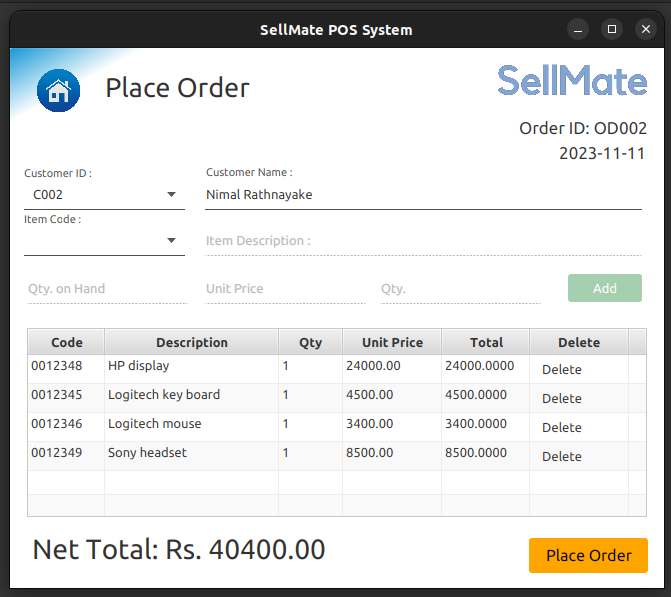 SellMate POS System
Place Order
SellMate
Order ID: OD002
2023-11-11
Customer ID :
Customer Name :
C002
Nimal Rathnayake
Item Code :
Item Description :
Qty. on Hand
Unit Price
Qty.
Add
Code Description Qty Unit Price Total Delete
0012348 HP display 1 24000.00 24000.0000 Delete
0012345 Logitech key board 1 4500.00 4500.0000 Delete
0012346 Logitech mouse 1 3400.00 3400.0000 Delete
0012349 Sony headset 1 8500.00 8500.0000 Delete
Net Total: Rs. 40400.00
Place Order